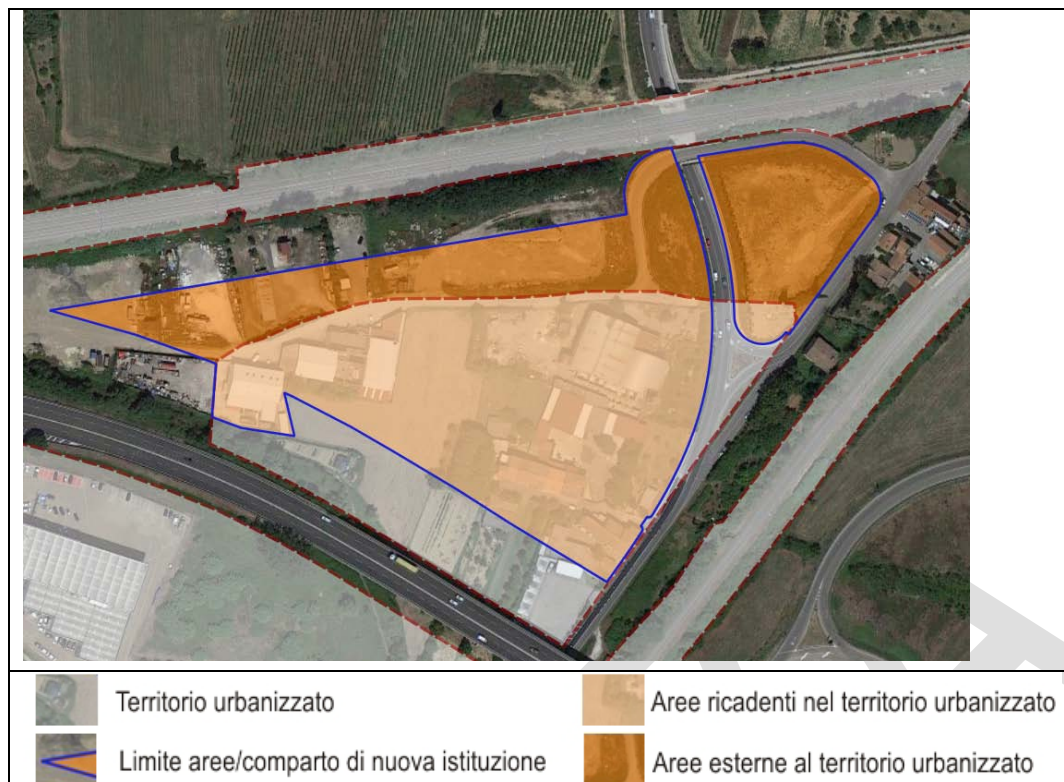 Territorio urbanizzato
Aree ricadenti nel territorio urbanizzato
Limite aree/comparto di nuova istituzione
Aree esterne al territorio urbanizzato